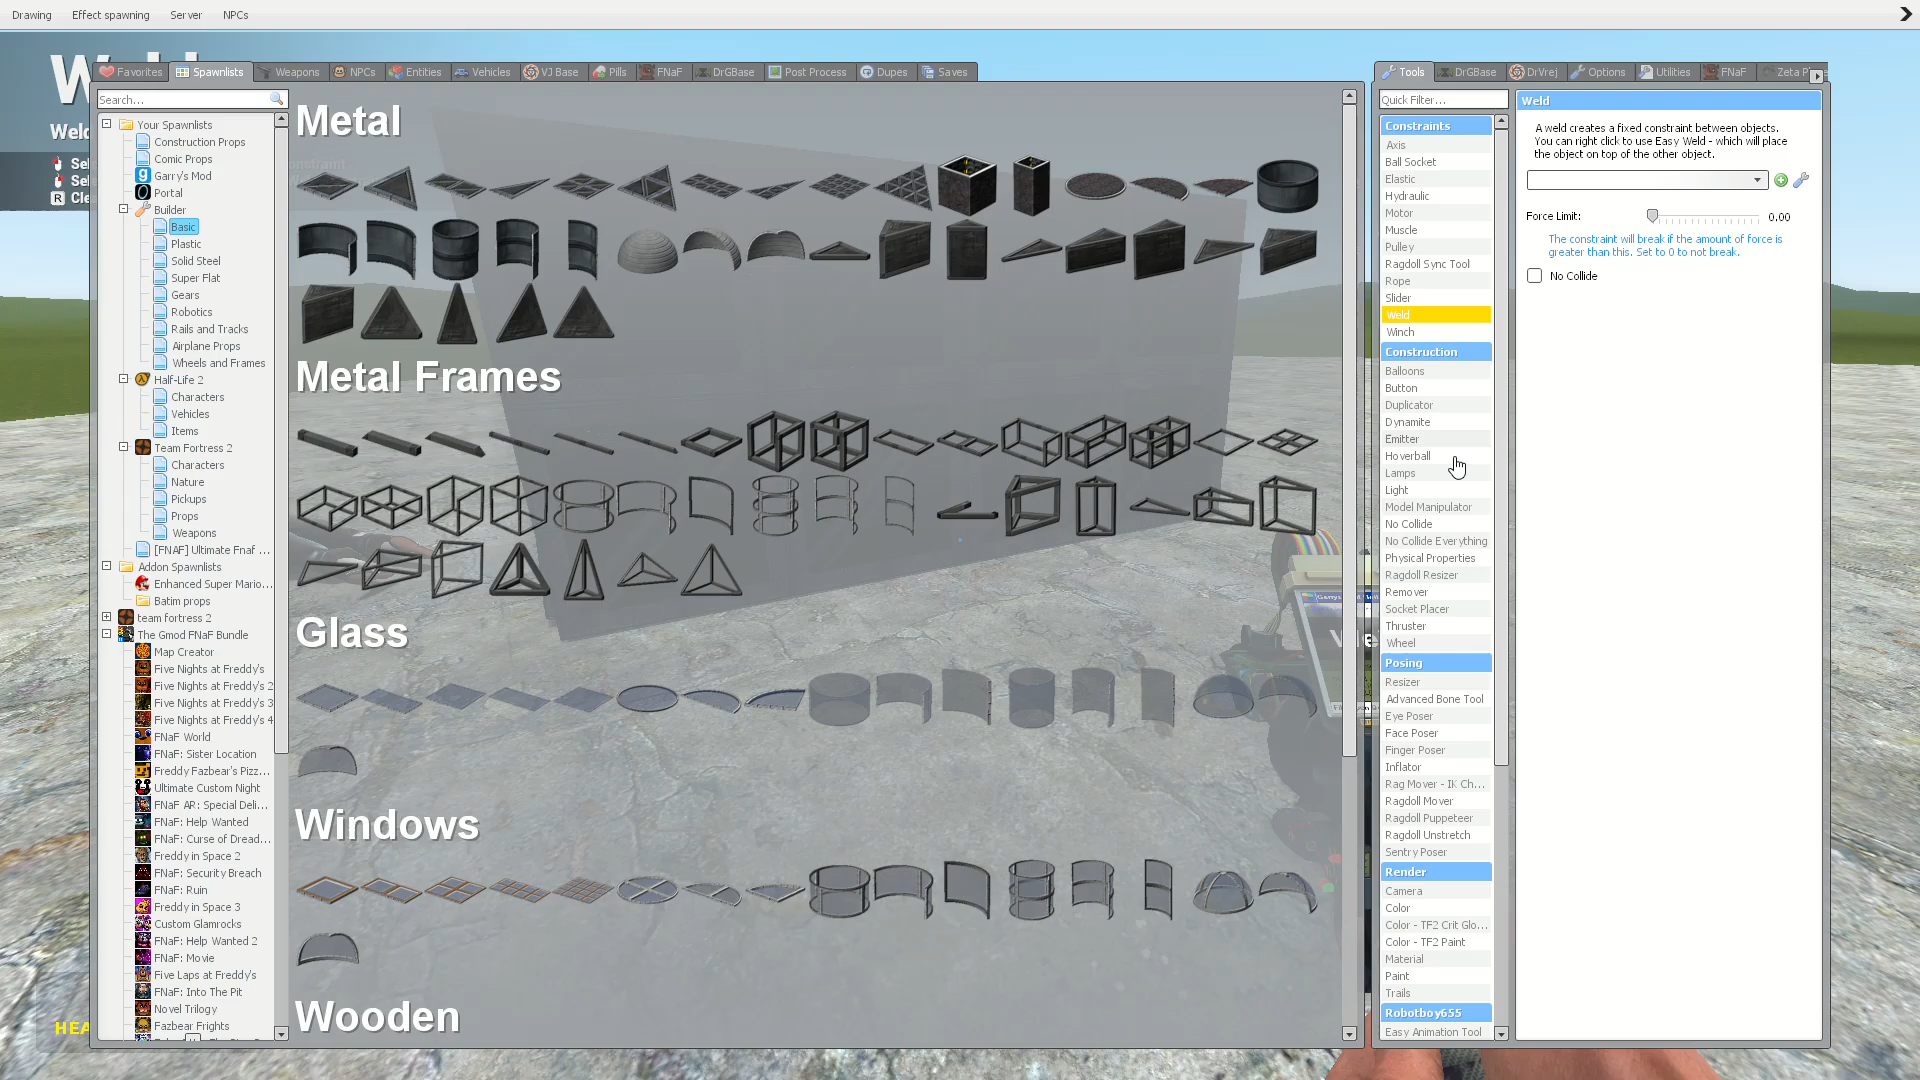 Drawing Effect spawning Server NPCs
Favorites Spawnlists Weapons NPCs Entities Vehicles VJ Base Pills FNaF DrGBase Post Process Dupes Saves
Search...
Your Spawnlists
Construction Props
Comic Props
Garry's Mod
Portal
Builder
Basic
Plastic
Solid Steel
Super Flat
Gears
Robotics
Rails and Tracks
Airplane Props
Wheels and Frames
Half-Life 2
Characters
Vehicles
Items
Team Fortress 2
Characters
Nature
Pickups
Props
Weapons
[FNAF] Ultimate Fnaf ...
Addon Spawnlists
Enhanced Super Mario...
Batim props
team fortress 2
The Gmod FNaF Bundle
Map Creator
Five Nights at Freddy's
Five Nights at Freddy's 2
Five Nights at Freddy's 3
Five Nights at Freddy's 4
FNaF World
FNaF: Sister Location
Freddy Fazbear's Pizz...
Ultimate Custom Night
FNaF AR: Special Deli...
FNaF: Help Wanted
FNaF: Curse of Dread...
Freddy in Space 2
FNaF: Security Breach
FNaF: Ruin
Freddy in Space 3
Custom Glamrocks
FNaF: Help Wanted 2
FNaF: Movie
Five Laps at Freddy's
FNaF: Into The Pit
Novel Trilogy
Fazbear Frights
Metal
Metal Frames
Glass
Windows
Wooden
Tools DrGBase DrVrej Options Utilities FNaF Zeta
Quick Filter...
Constraints
Axis
Ball Socket
Elastic
Hydraulic
Motor
Muscle
Pulley
Ragdoll Sync Tool
Rope
Slider
Weld
Winch
Construction
Balloons
Button
Duplicator
Dynamite
Emitter
Hoverball
Lamps
Light
Model Manipulator
No Collide
No Collide Everything
Physical Properties
Ragdoll Resizer
Remover
Socket Placer
Thruster
Wheel
Posing
Resizer
Advanced Bone Tool
Eye Poser
Face Poser
Finger Poser
Inflator
Rag Mover - IK Ch...
Ragdoll Mover
Ragdoll Puppeteer
Ragdoll Unstretch
Sentry Poser
Render
Camera
Color
Color - TF2 Crit Glo...
Color - TF2 Paint
Material
Paint
Trails
Robotboy655
Easy Animation Tool
Weld
A weld creates a fixed constraint between objects.
You can right click to use Easy Weld - which will place
the object on top of the other object.
Force Limit: 0.00
The constraint will break if the amount of force is
greater than this. Set to 0 to not break.
No Collide
Weld
R Cle
HEA